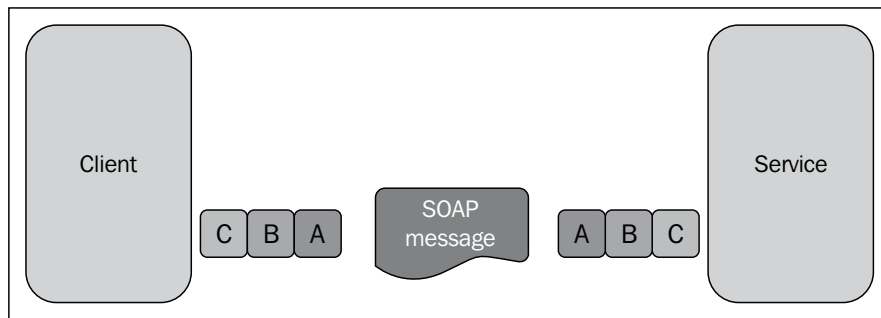 Client
Service
SOAP
message
C B A
A B C